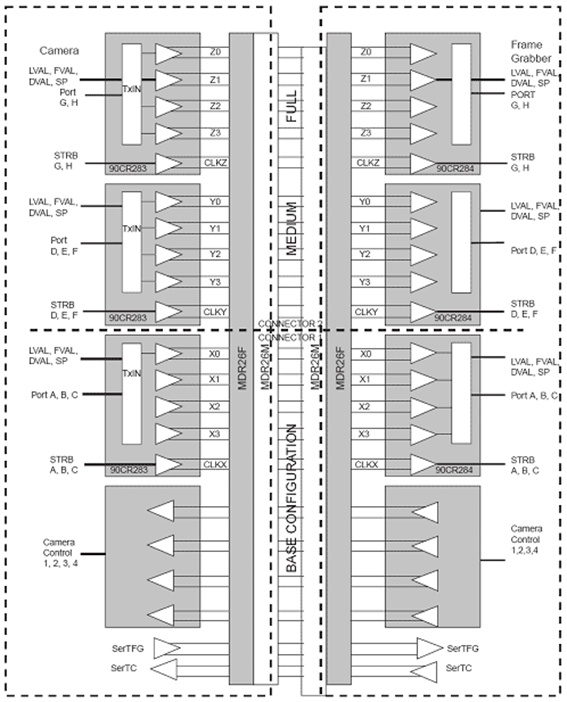 Camera
LVAL, FVAL,
DVAL, SP
Port
G, H
STRB
G, H
TxIN
90CR283
Z0
Z1
Z2
Z3
CLKZ
LVAL, FVAL,
DVAL, SP
Port
D, E, F
STRB
D, E, F
TxIN
90CR283
Y0
Y1
Y2
Y3
CLKY
LVAL, FVAL,
DVAL, SP
Port A, B, C
STRB
A, B, C
TxIN
90CR283
X0
X1
X2
X3
CLKX
Camera
Control
1, 2, 3, 4
SerTFG
SerTC
MDR26F
MDR26M
FULL
MEDIUM
CONNECTOR 2
CONNECTOR 1
BASE CONFIGURATION
MDR26M
MDR26F
Z0
Z1
Z2
Z3
CLKZ
90CR284
Frame
Grabber
LVAL, FVAL,
DVAL, SP
PORT
G, H
STRB
G, H
Y0
Y1
Y2
Y3
CLKY
90CR284
LVAL, FVAL,
DVAL, SP
Port D, E, F
STRB
D, E, F
X0
X1
X2
X3
CLKX
90CR284
LVAL, FVAL,
DVAL, SP
Port A, B, C
STRB
A, B, C
Camera
Control
1,2,3,4
SerTFG
SerTC